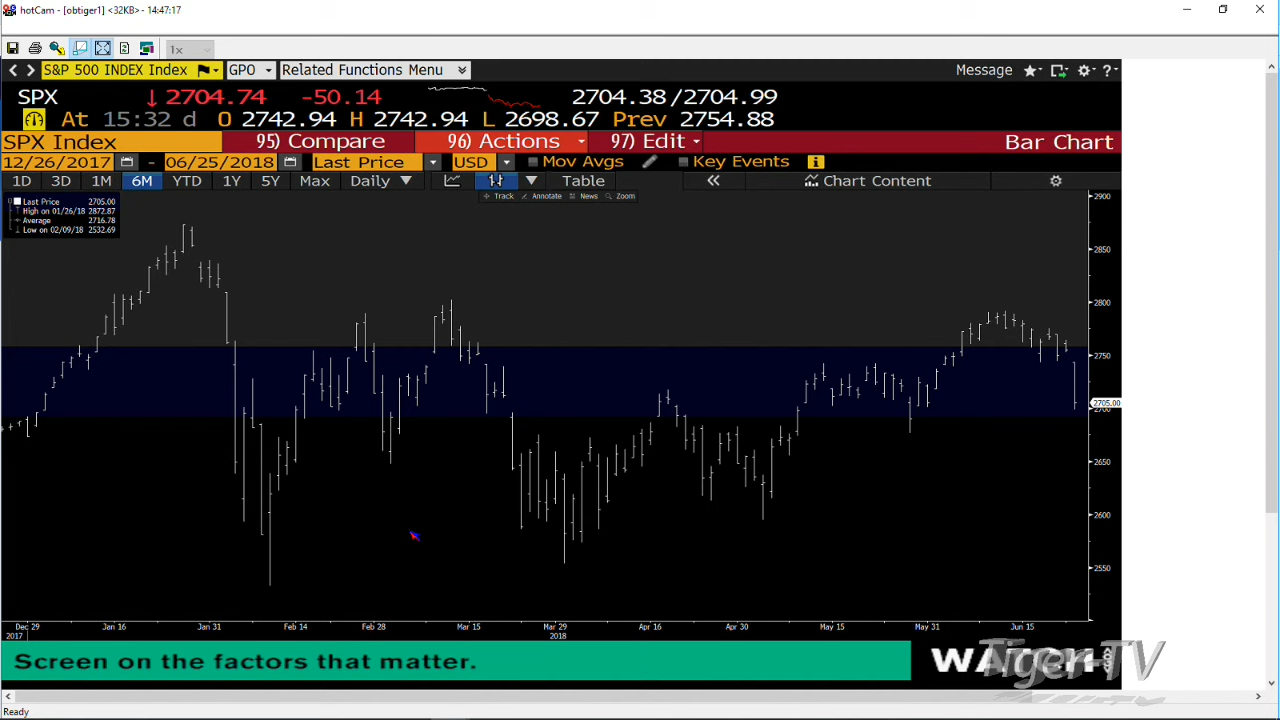 hotCam - [obtiger1] <32KB> - 14:47:17
1x
S&P 500 INDEX Index GPO Related Functions Menu Message ?
SPX ↓ 2704.74 -50.14 2704.38/2704.99
At 15:32 d O 2742.94 H 2742.94 L 2698.67 Prev 2754.88
SPX Index 95) Compare 96) Actions 97) Edit Bar Chart
12/26/2017 - 06/25/2018 Last Price USD Mov Avgs Key Events
1D 3D 1M 6M YTD 1Y 5Y Max Daily ▼ Table « Chart Content
Track Annotate News Zoom
Last Price 2705.00
High on 01/26/18 2872.87
Average 2716.78
Low on 02/09/18 2532.69
2900
2850
2800
2750
2705.00
2700
2650
2600
2550
Dec 29 Jan 16 Jan 31 Feb 14 Feb 28 Mar 15 Mar 29 Apr 16 Apr 30 May 15 May 31 Jun 15
2017 2018
Screen on the factors that matter. WATCH
Tiger-TV
Ready